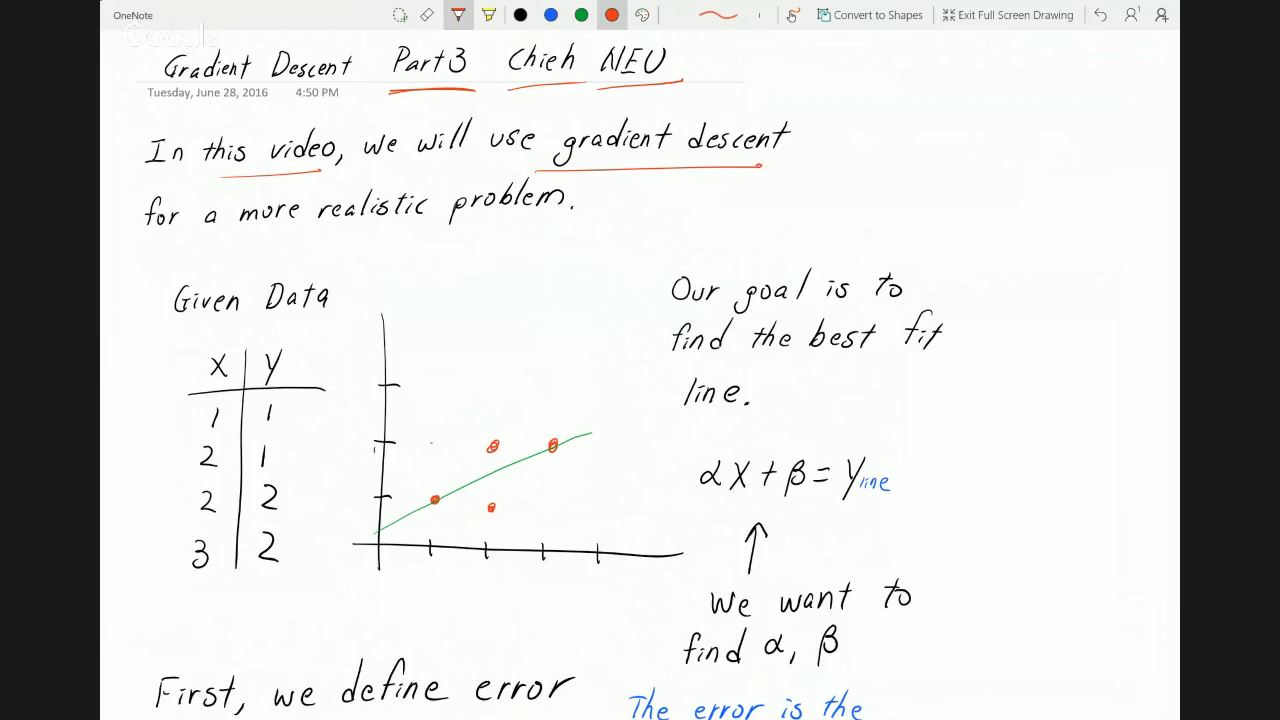 OneNote
Convert to Shapes
Exit Full Screen Drawing
Google
Gradient Descent Part 3 Chieh NEU
Tuesday, June 28, 2016 4:50 PM
In this video, we will use gradient descent
for a more realistic problem.
Given Data
X Y
1 1
2 1
2 2
3 2
Our goal is to
find the best fit
line.
αX + β = Yline
We want to
find α, β
First, we define error
The error is the